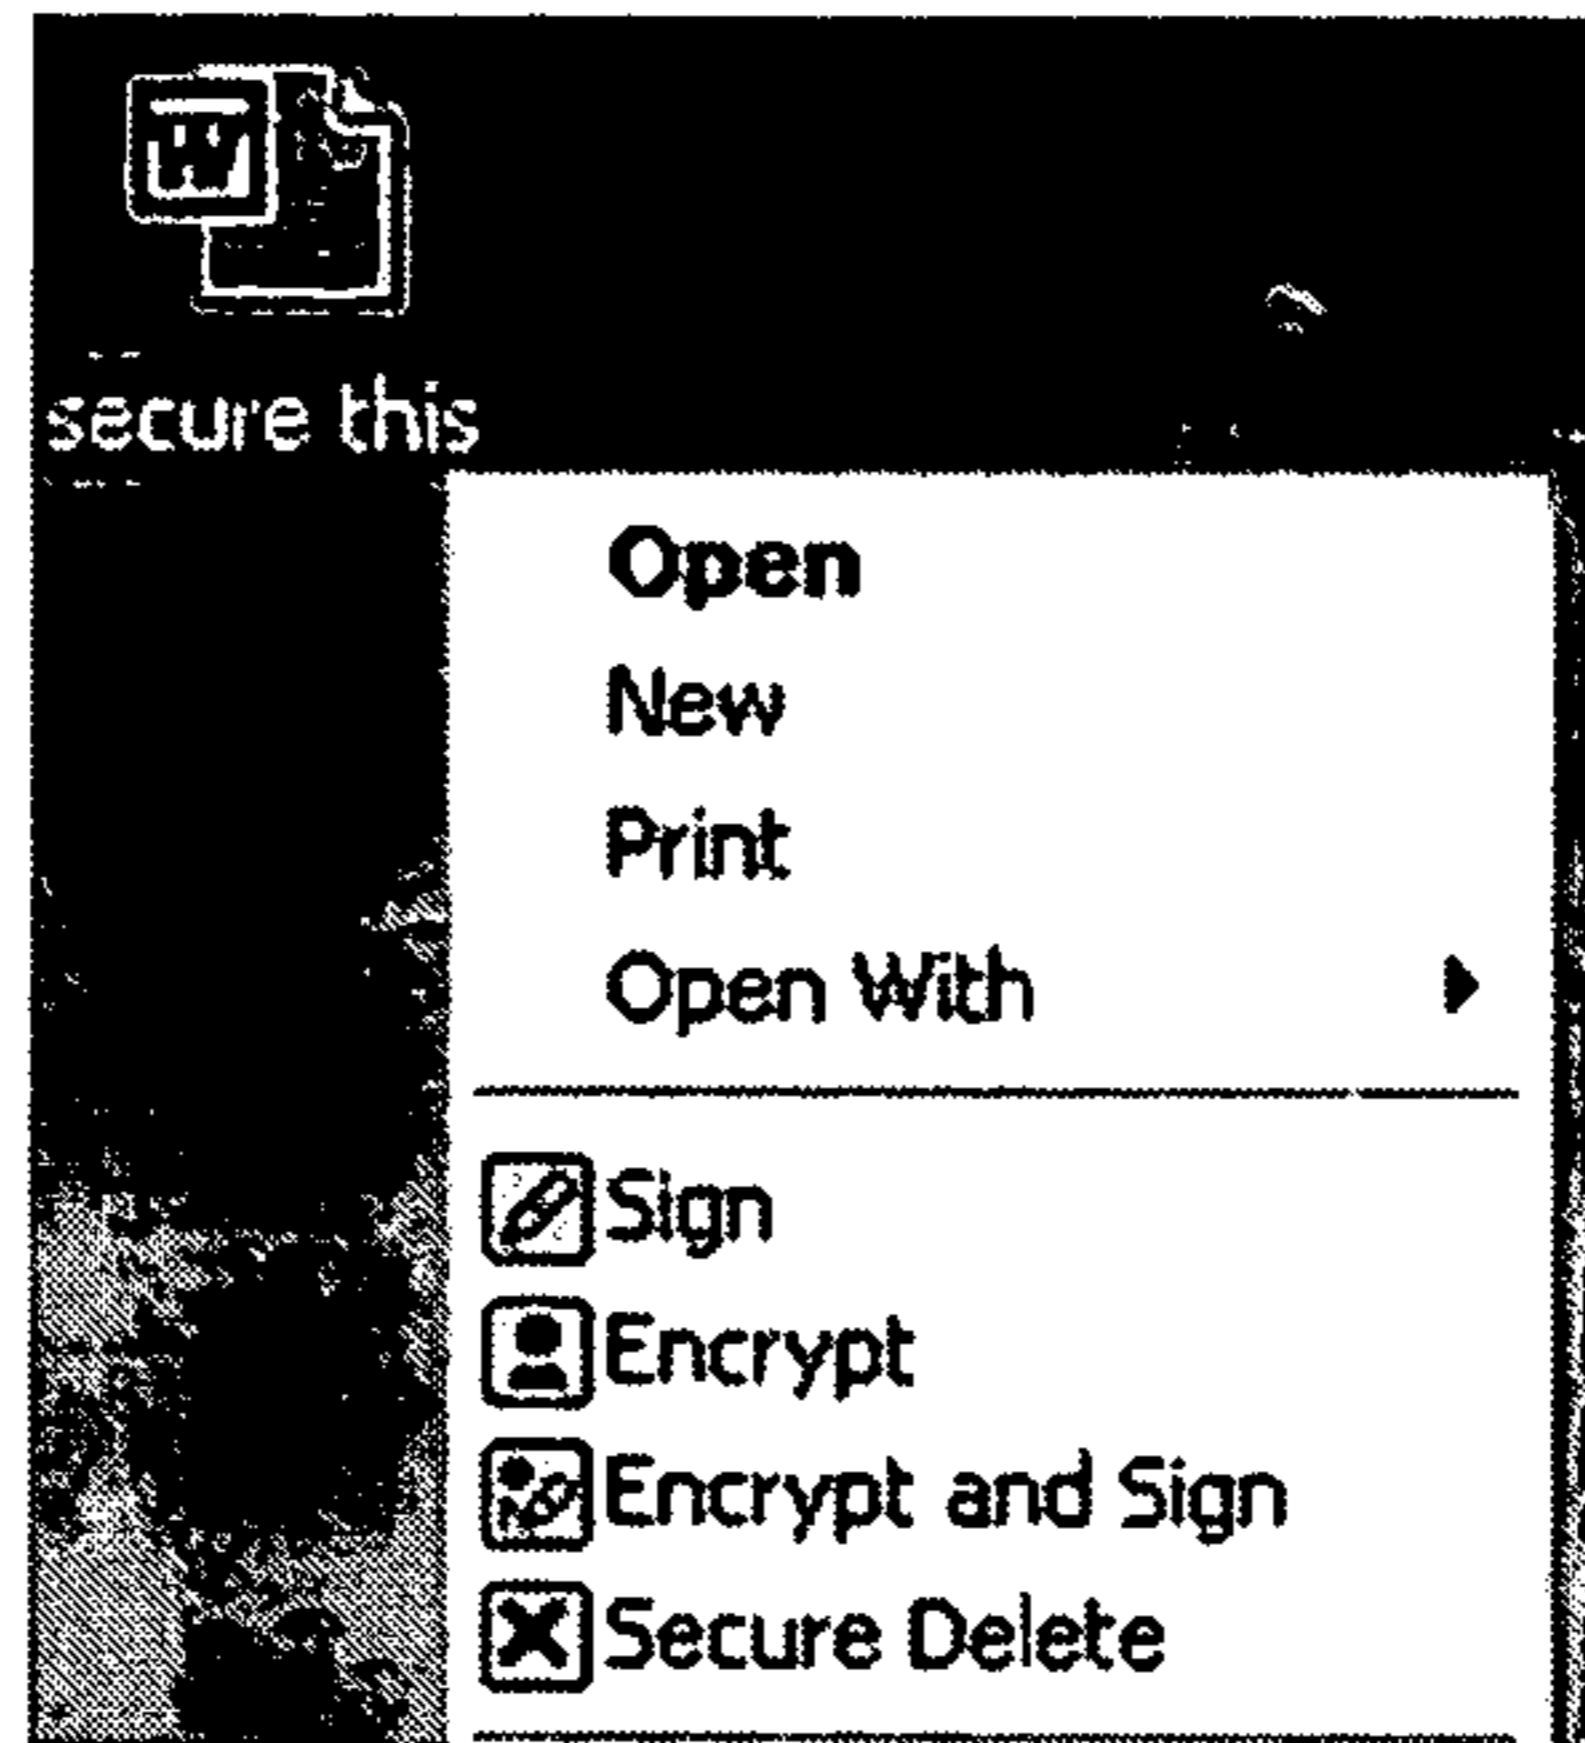 W
secure this
Open
New
Print
Open With
Sign
Encrypt
Encrypt and Sign
Secure Delete